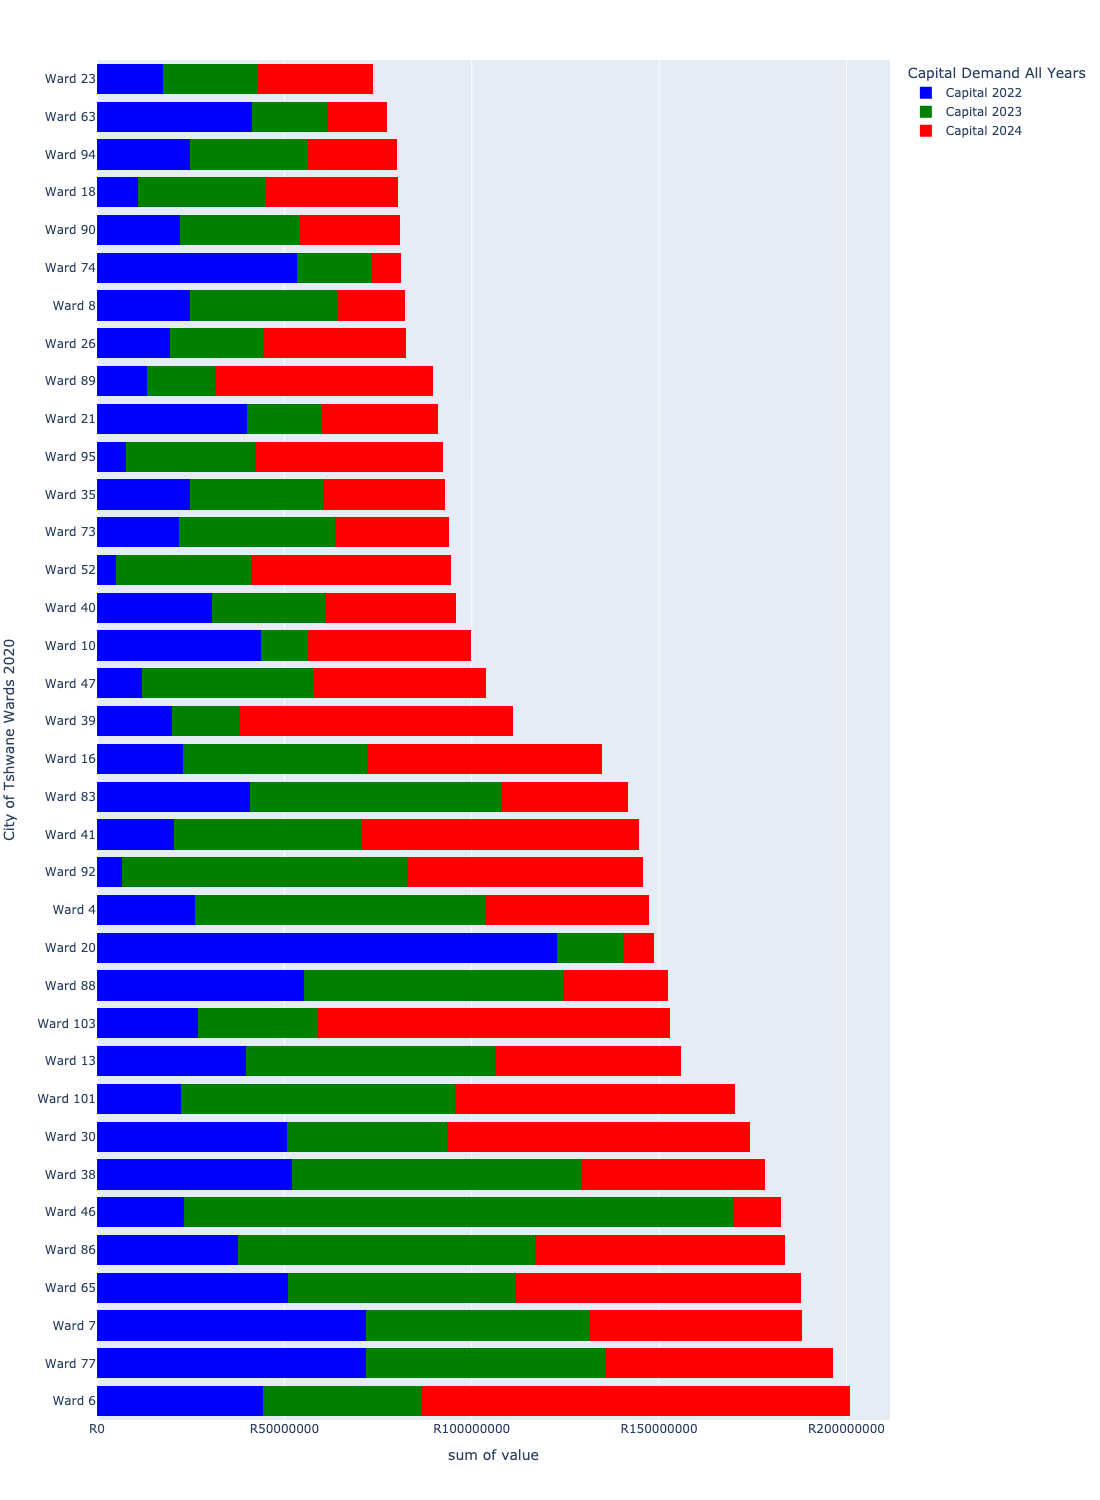 Capital Demand All Years
Capital 2022
Capital 2023
Capital 2024
City of Tshwane Wards 2020
Ward 23
Ward 63
Ward 94
Ward 18
Ward 90
Ward 74
Ward 8
Ward 26
Ward 89
Ward 21
Ward 95
Ward 35
Ward 73
Ward 52
Ward 40
Ward 10
Ward 47
Ward 39
Ward 16
Ward 83
Ward 41
Ward 92
Ward 4
Ward 20
Ward 88
Ward 103
Ward 13
Ward 101
Ward 30
Ward 38
Ward 46
Ward 86
Ward 65
Ward 7
Ward 77
Ward 6
R0 R50000000 R100000000 R150000000 R200000000
sum of value